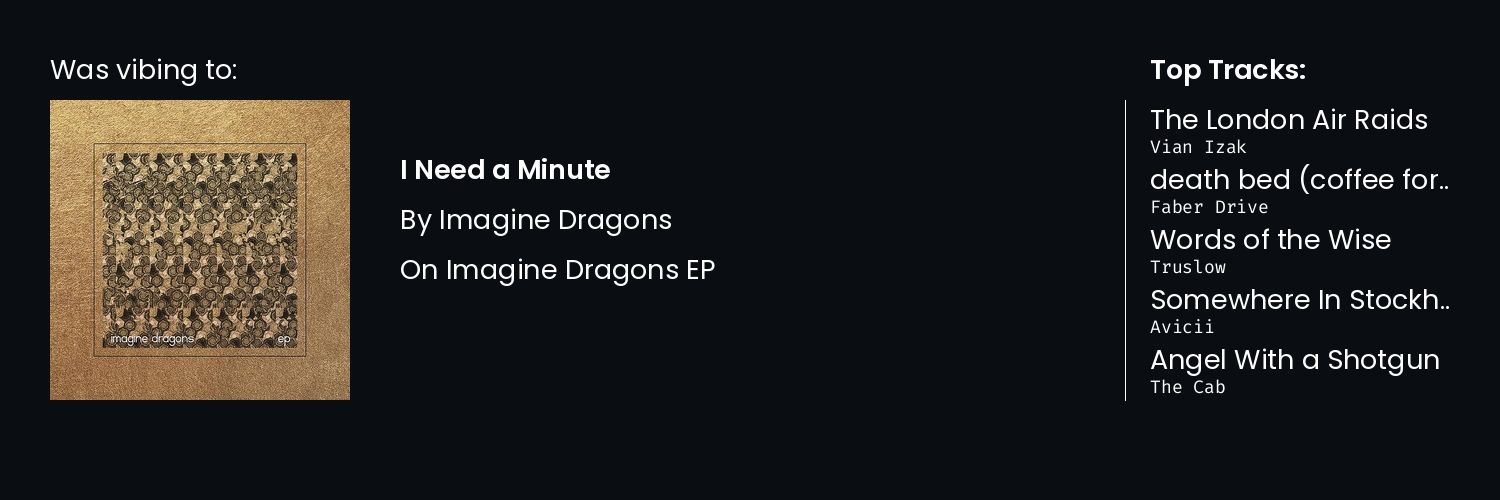 Was vibing to:
imagine dragons ep
I Need a Minute
By Imagine Dragons
On Imagine Dragons EP
Top Tracks:
The London Air Raids
Vian Izak
death bed (coffee for..
Faber Drive
Words of the Wise
Truslow
Somewhere In Stockh..
Avicii
Angel With a Shotgun
The Cab